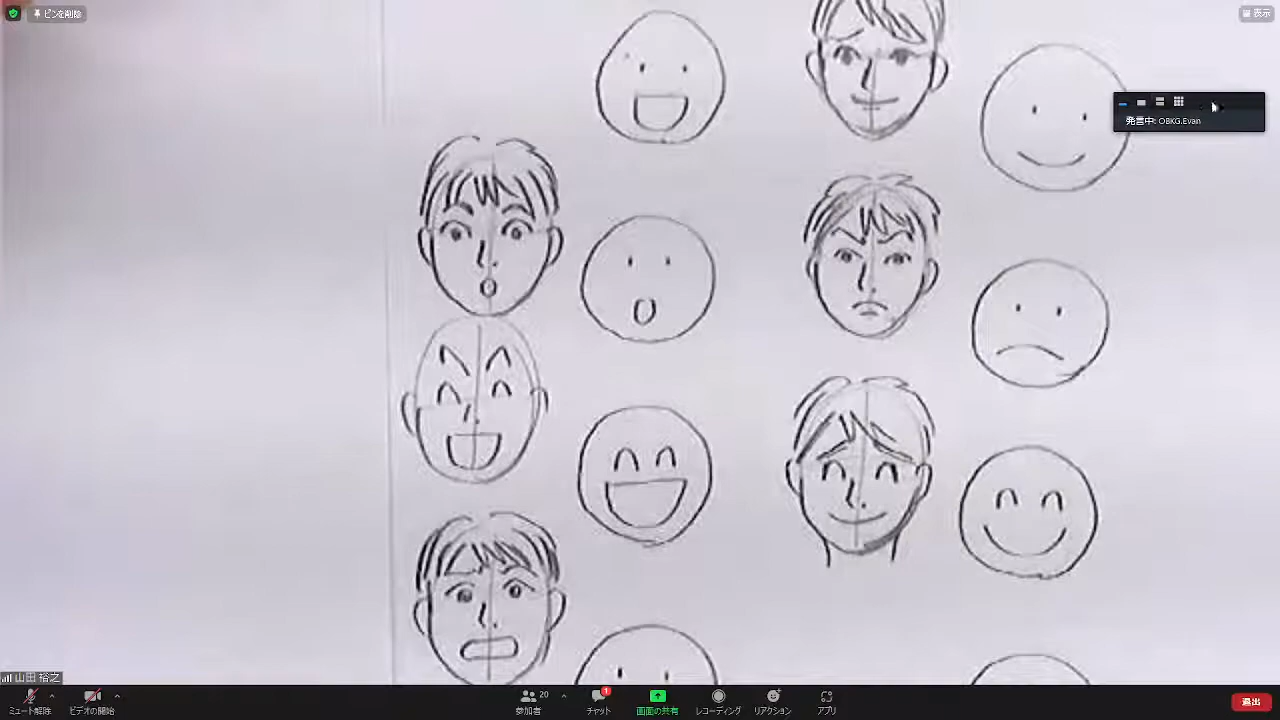 ピンを削除
表示
発言中: OBKG.Evan
山田 裕之
ミュート解除
ビデオの開始
20
参加者
1
チャット
画面の共有
レコーディング
リアクション
アプリ
退出